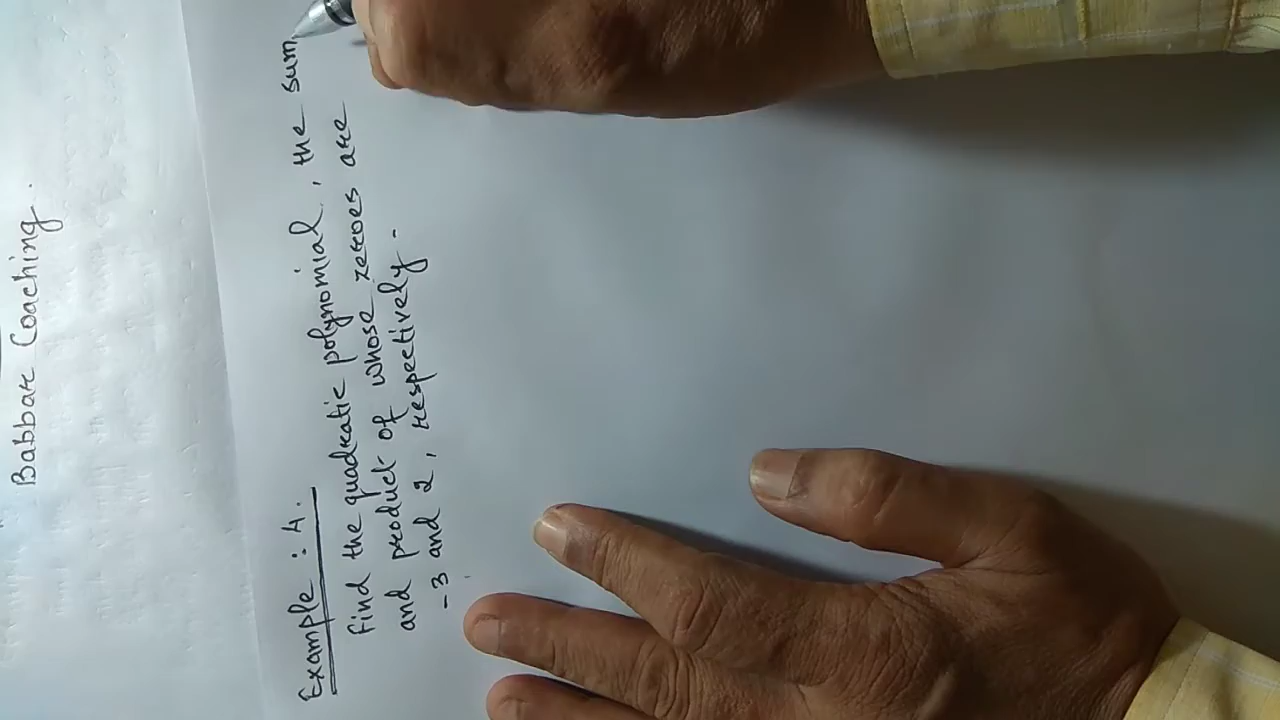 Babbar Coaching.
Example : 4.
Find the quadratic polynomial, the sum
and product of whose zeroes are
-3 and 2, respectively.